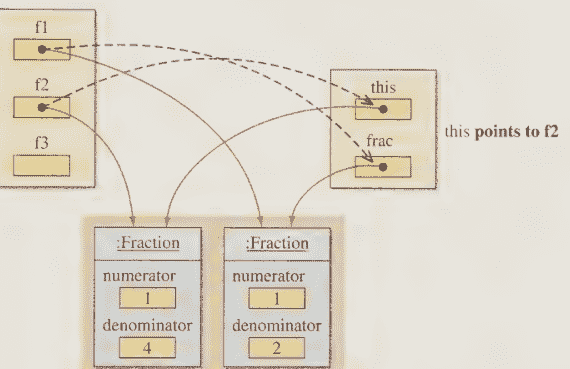 f1
f2
f3
this
frac
this points to f2
:Fraction
numerator
1
denominator
4
:Fraction
numerator
1
denominator
2